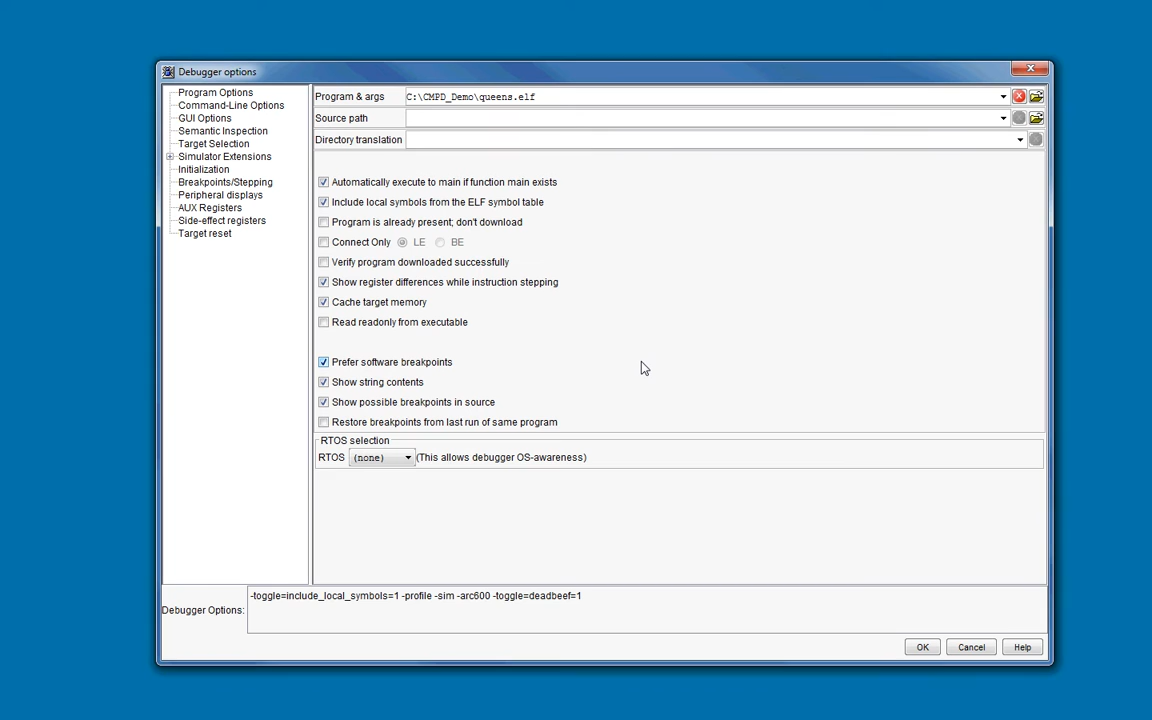 Debugger options
Program Options
Command-Line Options
GUI Options
Semantic Inspection
Target Selection
Simulator Extensions
Initialization
Breakpoints/Stepping
Peripheral displays
AUX Registers
Side-effect registers
Target reset
Program & args C:\CMPD_Demo\queens.elf
Source path
Directory translation
Automatically execute to main if function main exists
Include local symbols from the ELF symbol table
Program is already present; don't download
Connect Only LE BE
Verify program downloaded successfully
Show register differences while instruction stepping
Cache target memory
Read readonly from executable
Prefer software breakpoints
Show string contents
Show possible breakpoints in source
Restore breakpoints from last run of same program
RTOS selection
RTOS (none) (This allows debugger OS-awareness)
Debugger Options: -toggle=include_local_symbols=1 -profile -sim -arc600 -toggle=deadbeef=1
OK Cancel Help